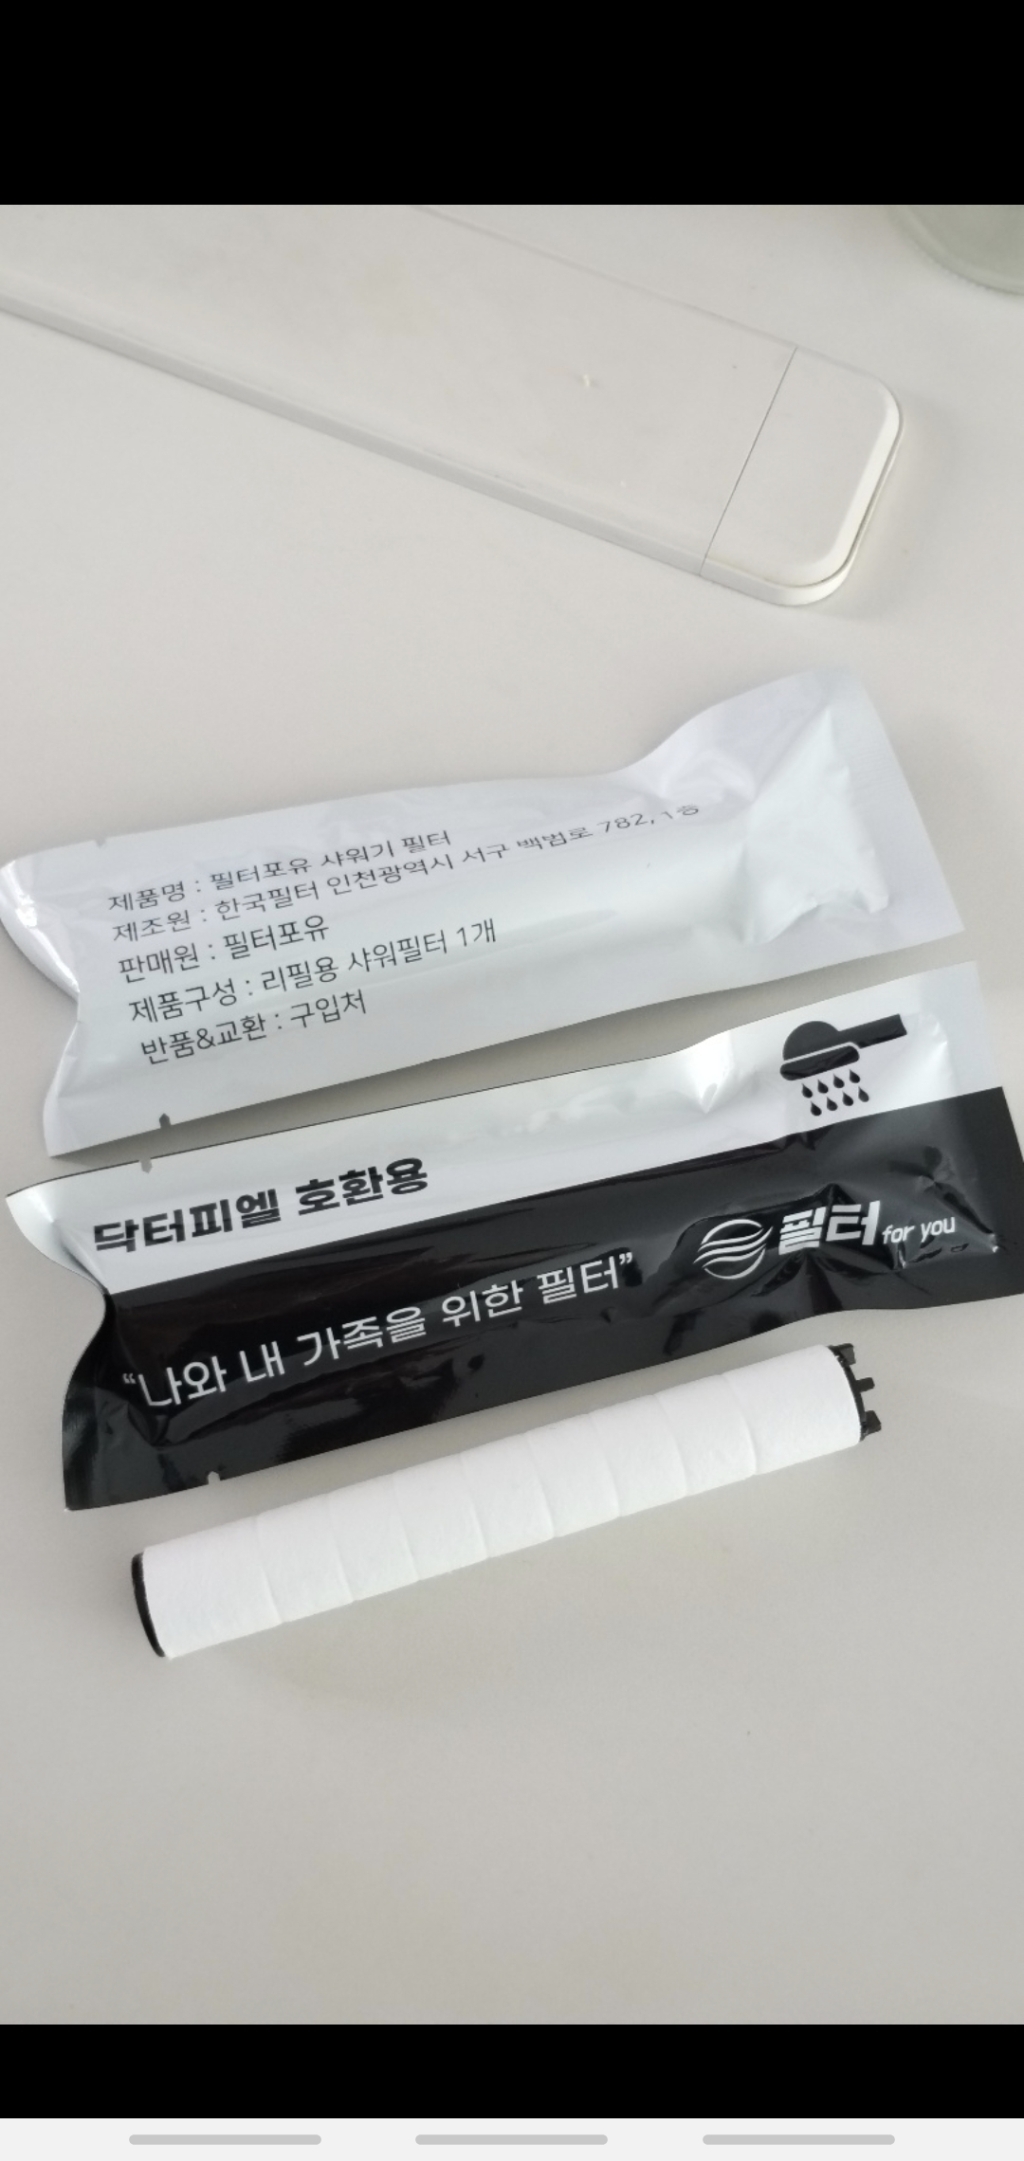 제품명 : 필터포유 샤워기 필터
제조원 : 한국필터 인천광역시 서구 백범로 782, 1층
판매원 : 필터포유
제품구성 : 리필용 샤워필터 1개
반품&교환 : 구입처
닥터피엘 호환용
필터 for you
“나와 내 가족을 위한 필터”